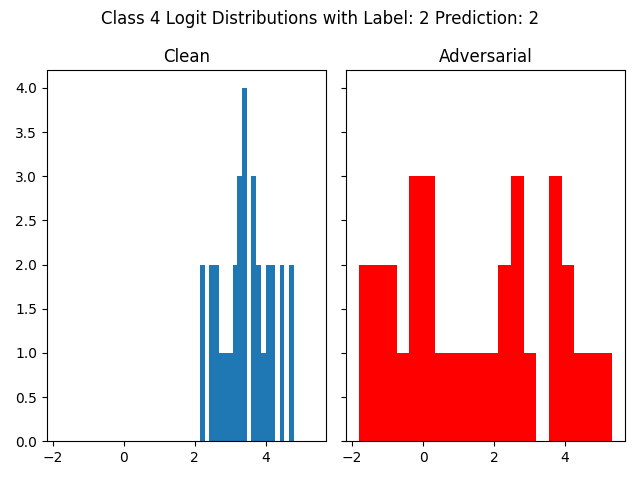 Class 4 Logit Distributions with Label: 2 Prediction: 2
Clean
Adversarial
4.0
3.5
3.0
2.5
2.0
1.5
1.0
0.5
0.0
−2 0 2 4
−2 0 2 4